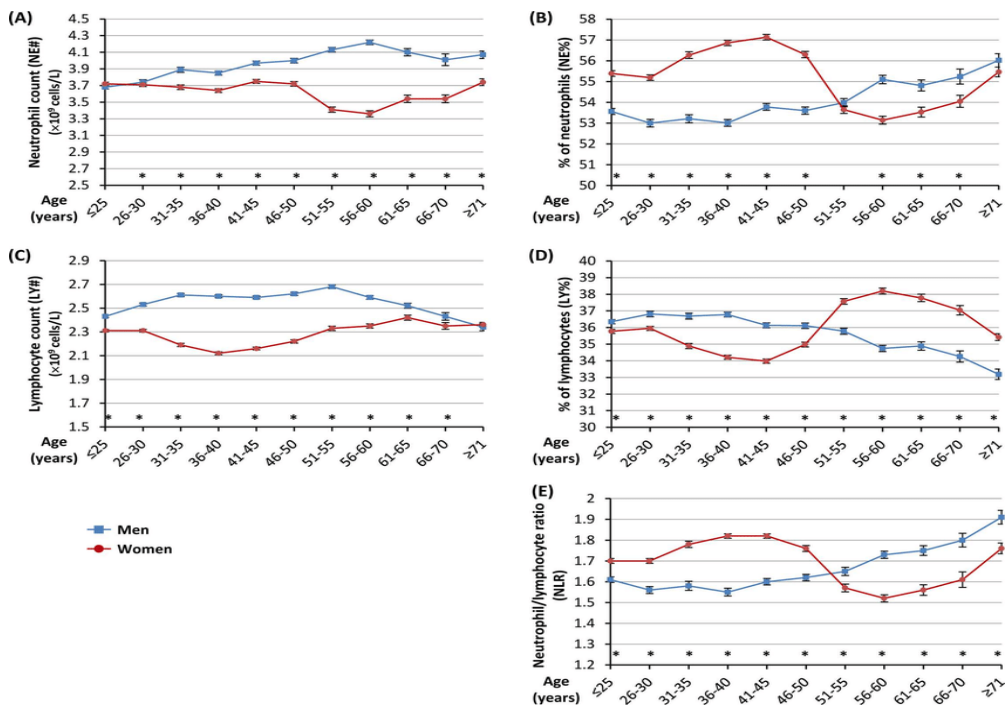 (A)
Neutrophil count (NE#)
(×10⁹ cells/L)
4.5
4.3
4.1
3.9
3.7
3.5
3.3
3.1
2.9
2.7
2.5
* * * * * * * * * *
Age
(years)
≤25 26-30 31-35 36-40 41-45 46-50 51-55 56-60 61-65 66-70 ≥71
(B)
% of neutrophils (NE%)
58
57
56
55
54
53
52
51
50
* * * * * * * * *
Age
(years)
≤25 26-30 31-35 36-40 41-45 46-50 51-55 56-60 61-65 66-70 ≥71
(C)
Lymphocyte count (LY#)
(×10⁹ cells/L)
2.9
2.7
2.5
2.3
2.1
1.9
1.7
1.5
* * * * * * * * * *
Age
(years)
≤25 26-30 31-35 36-40 41-45 46-50 51-55 56-60 61-65 66-70 ≥71
(D)
% of lymphocytes (LY%)
40
39
38
37
36
35
34
33
32
31
30
* * * * * * * * * * *
Age
(years)
≤25 26-30 31-35 36-40 41-45 46-50 51-55 56-60 61-65 66-70 ≥71
Men
Women
(E)
Neutrophil/lymphocyte ratio
(NLR)
2
1.9
1.8
1.7
1.6
1.5
1.4
1.3
1.2
* * * * * * * * * * *
Age
(years)
≤25 26-30 31-35 36-40 41-45 46-50 51-55 56-60 61-65 66-70 ≥71